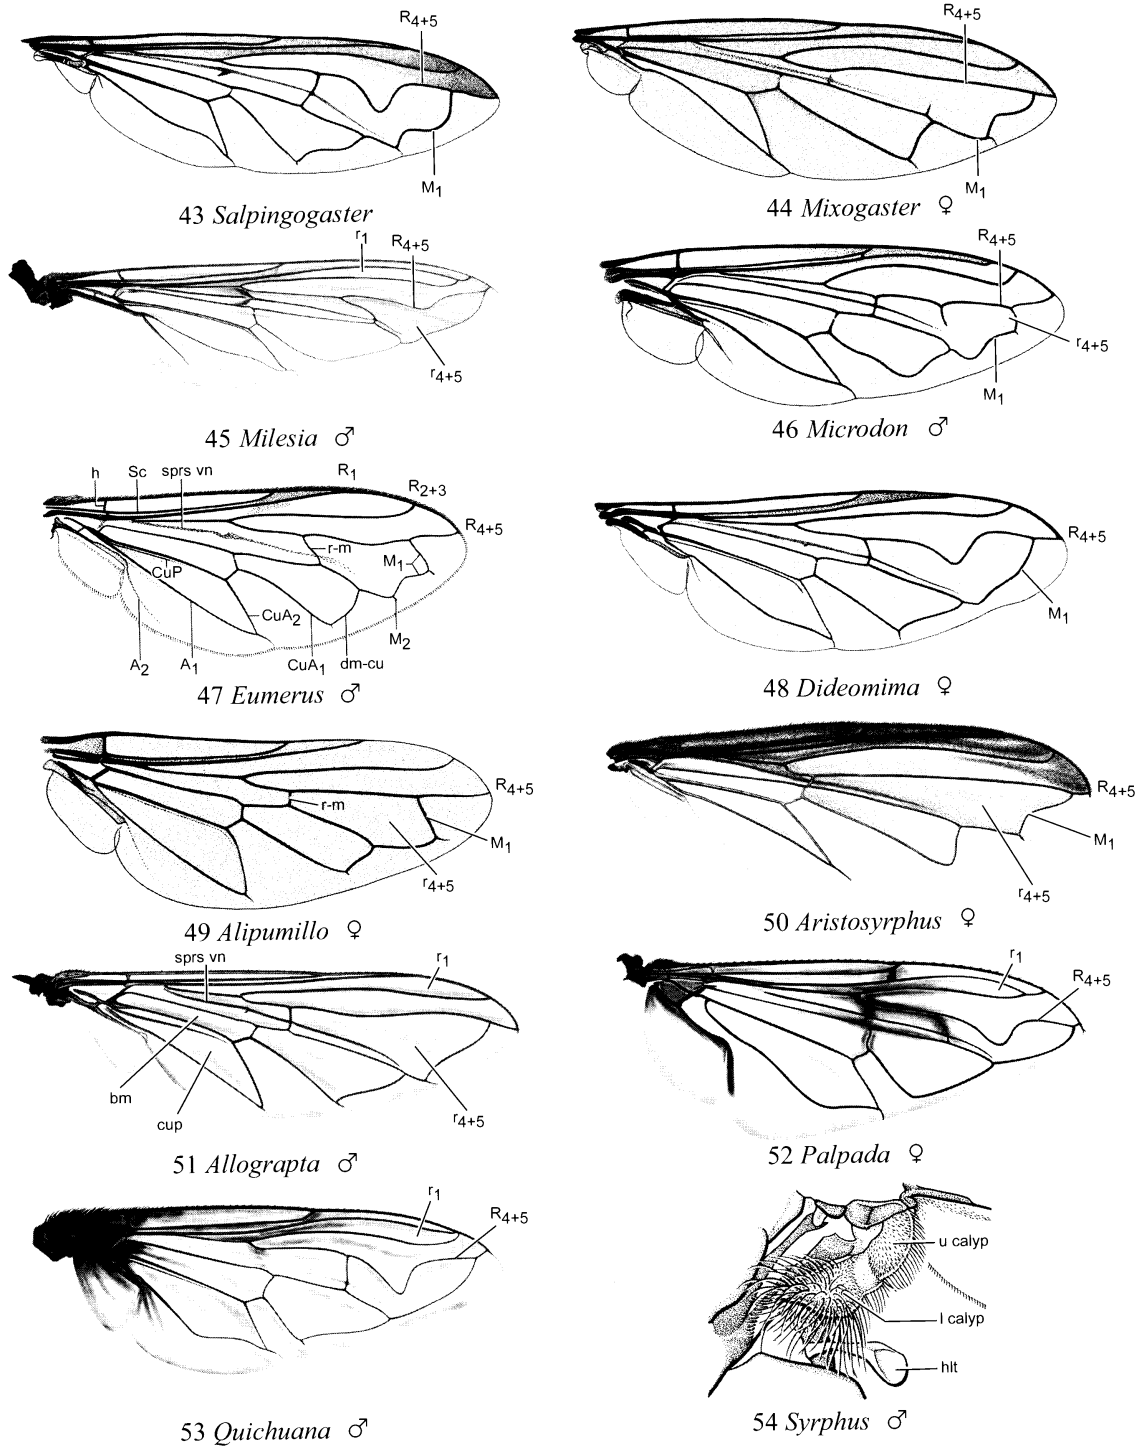 R4+5
M1
43 Salpingogaster
R4+5
M1
44 Mixogaster ♀
r1
R4+5
r4+5
45 Milesia ♂
R4+5
r4+5
M1
46 Microdon ♂
h
Sc
sprs vn
R1
R2+3
R4+5
r-m
M1
CuP
CuA2
M2
A2
A1
CuA1
dm-cu
47 Eumerus ♂
R4+5
M1
48 Dideomima ♀
R4+5
r-m
M1
r4+5
49 Alipumillo ♀
R4+5
M1
r4+5
50 Aristosyrphus ♀
sprs vn
r1
bm
cup
r4+5
51 Allograpta ♂
r1
R4+5
52 Palpada ♀
r1
R4+5
53 Quichuana ♂
u calyp
l calyp
hlt
54 Syrphus ♂